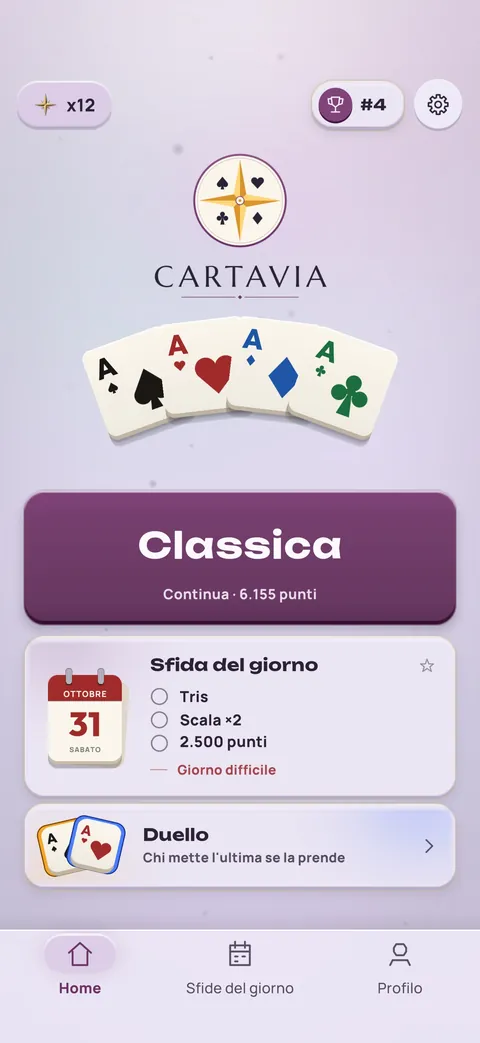 x12
#4
CARTAVIA
A
A
A
A
Classica
Continua · 6.155 punti
OTTOBRE
31
SABATO
Sfida del giorno
Tris
Scala ×2
2.500 punti
— Giorno difficile
A
A
Duello
Chi mette l'ultima se la prende
Home
Sfide del giorno
Profilo